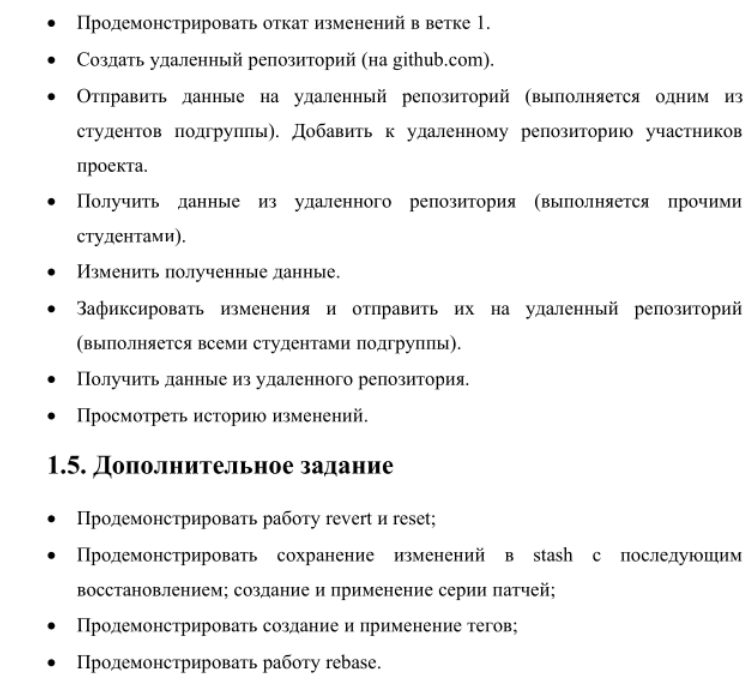 • Продемонстрировать откат изменений в ветке 1.
• Создать удаленный репозиторий (на github.com).
• Отправить данные на удаленный репозиторий (выполняется одним из
студентов подгруппы). Добавить к удаленному репозиторию участников
проекта.
• Получить данные из удаленного репозитория (выполняется прочими
студентами).
• Изменить полученные данные.
• Зафиксировать изменения и отправить их на удаленный репозиторий
(выполняется всеми студентами подгруппы).
• Получить данные из удаленного репозитория.
• Просмотреть историю изменений.
1.5. Дополнительное задание
• Продемонстрировать работу revert и reset;
• Продемонстрировать сохранение изменений в stash с последующим
восстановлением; создание и применение серии патчей;
• Продемонстрировать создание и применение тегов;
• Продемонстрировать работу rebase.